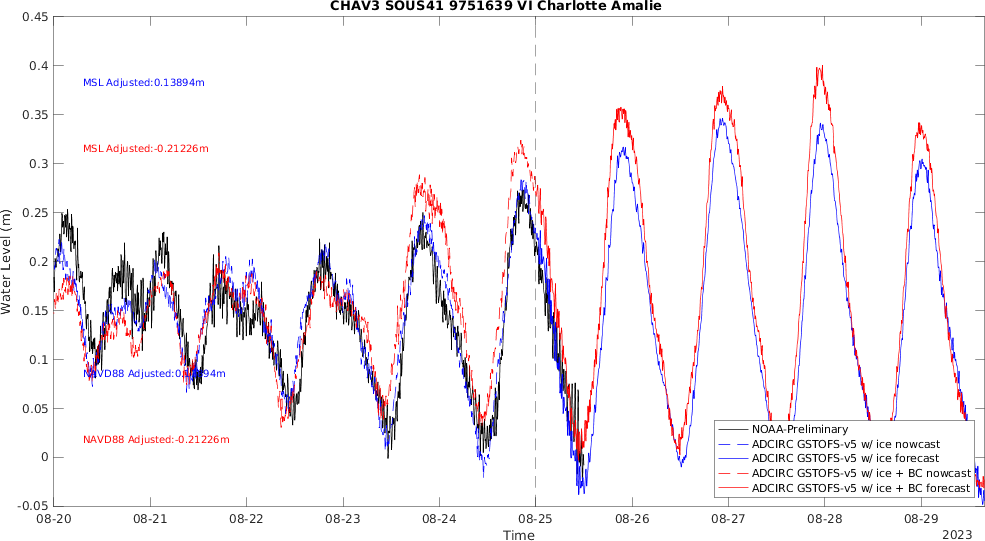 CHAV3 SOUS41 9751639 VI Charlotte Amalie
0.45
0.4
0.35
0.3
0.25
0.2
0.15
0.1
0.05
0
-0.05
Water Level (m)
MSL Adjusted:0.13894m
MSL Adjusted:-0.21226m
NAVD88 Adjusted:0.13894m
NAVD88 Adjusted:-0.21226m
NOAA-Preliminary
ADCIRC GSTOFS-v5 w/ ice nowcast
ADCIRC GSTOFS-v5 w/ ice forecast
ADCIRC GSTOFS-v5 w/ ice + BC nowcast
ADCIRC GSTOFS-v5 w/ ice + BC forecast
08-20 08-21 08-22 08-23 08-24 08-25 08-26 08-27 08-28 08-29
Time
2023